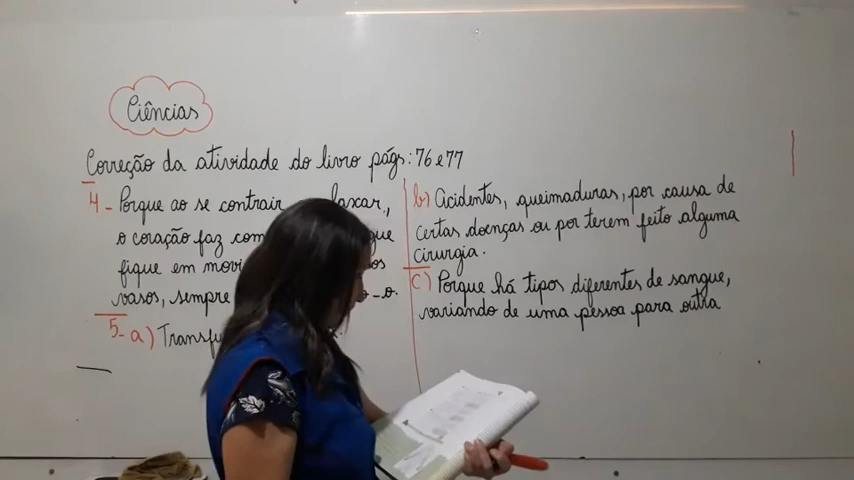 Ciências
Correção da atividade do livro págs: 76 e 77
4 - Porque ao se contrair laxar,
o coração faz com gue
fique em movi os
vasos, sempre -o.
5- a) Transfu
b) Acidentes, queimaduras, por causa de
certas doenças ou por terem feito alguma
cirurgia.
c) Porque há tipos diferentes de sangue,
variando de uma pessoa para outra